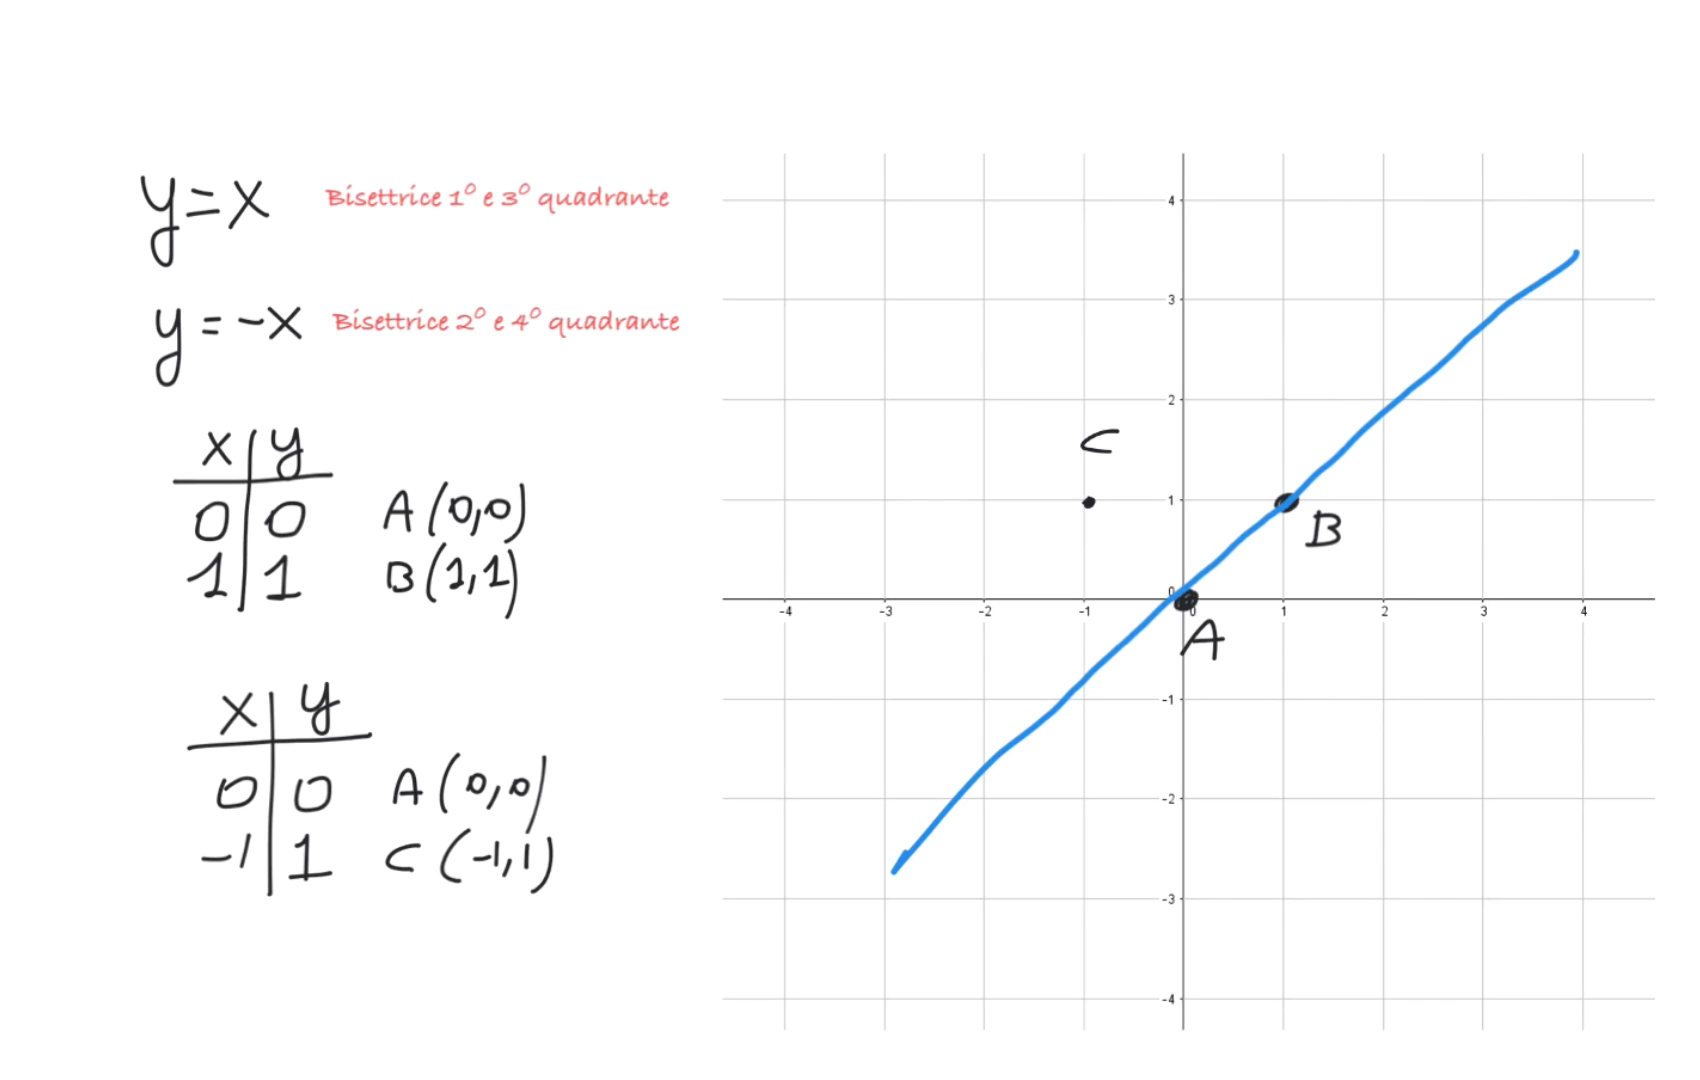 y=x Bisettrice 1° e 3° quadrante
y=-x Bisettrice 2° e 4° quadrante
x y
0 0 A(0,0)
1 1 B(1,1)
x y
0 0 A(0,0)
-1 1 C(-1,1)
4
3
2
C
1
B
0
-4 -3 -2 -1 0 1 2 3 4
A
-1
-2
-3
-4